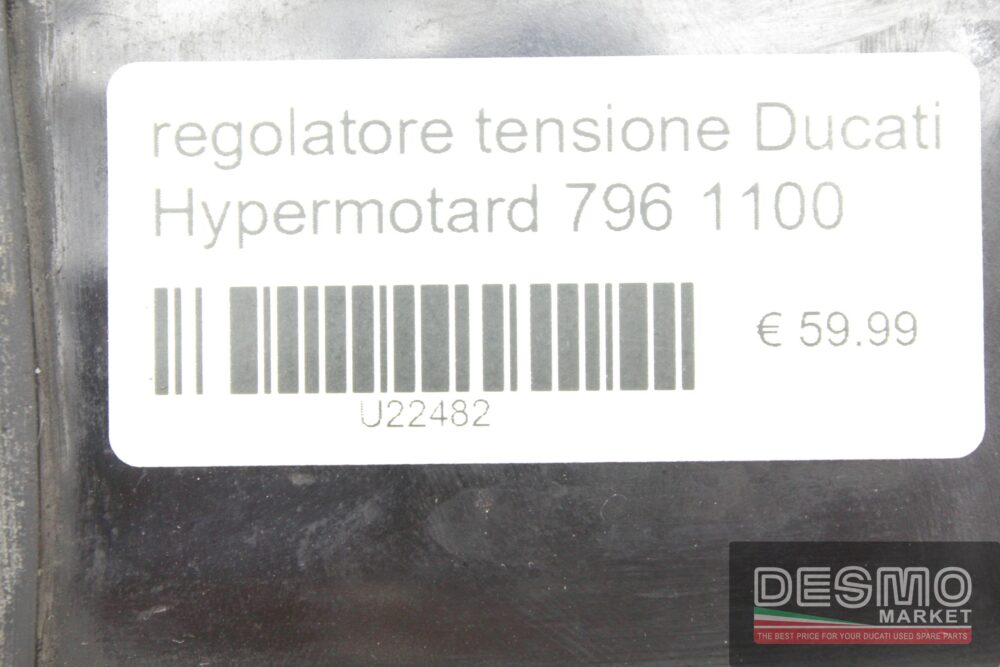 regolatore tensione Ducati
Hypermotard 796 1100
€ 59.99
U22482
DESMO
MARKET
THE BEST PRICE FOR YOUR DUCATI USED SPARE PARTS